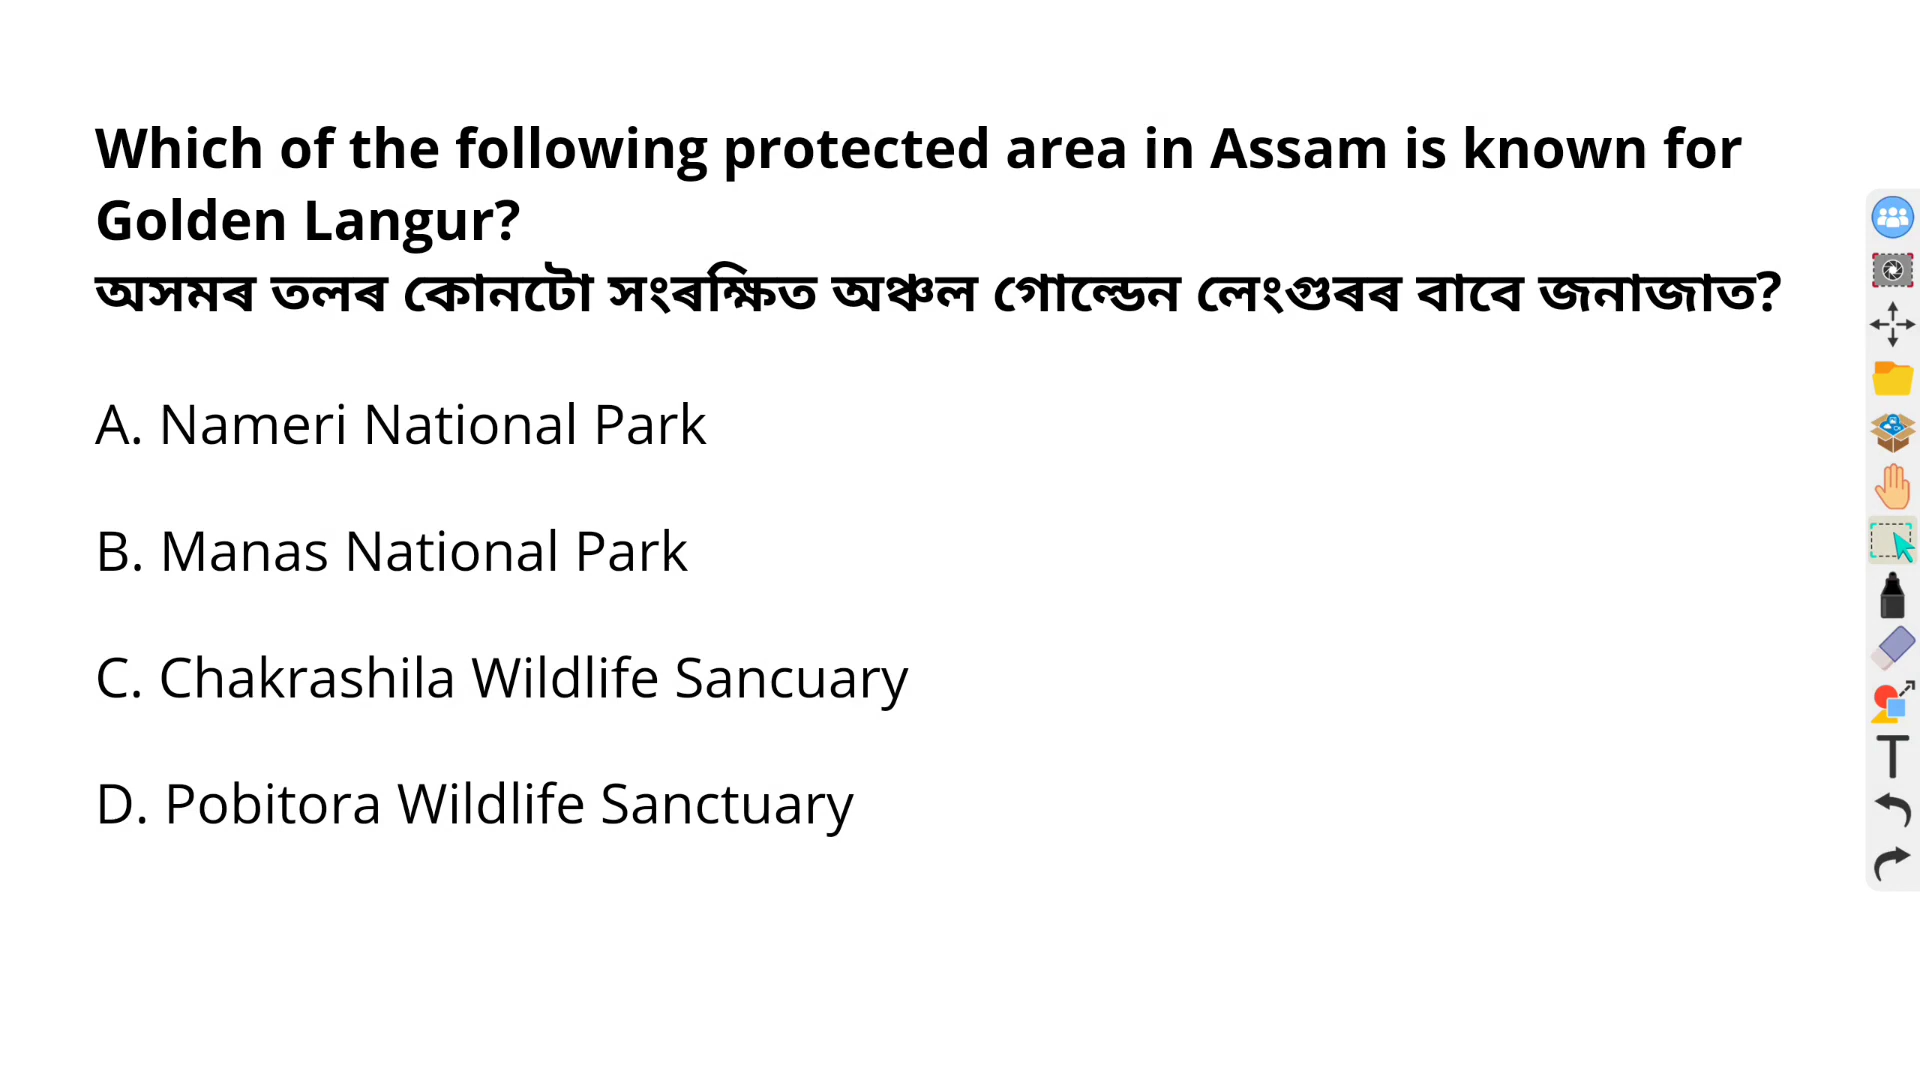 Which of the following protected area in Assam is known for
Golden Langur?
অসমৰ তলৰ কোনটো সংৰক্ষিত অঞ্চল গোল্ডেন লেংগুৰৰ বাবে জনাজাত?
A. Nameri National Park
B. Manas National Park
C. Chakrashila Wildlife Sancuary
D. Pobitora Wildlife Sanctuary